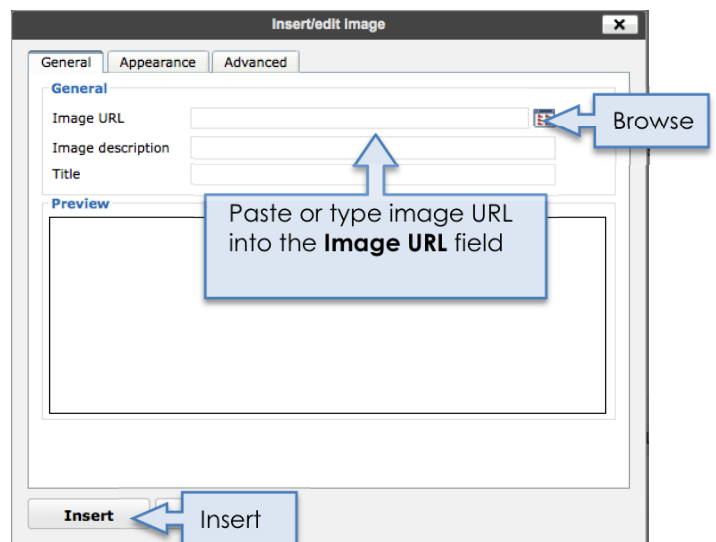 Insert/edit Image
General Appearance Advanced
General
Image URL
Browse
Image description
Title
Preview
Paste or type image URL
into the Image URL field
Insert
Insert